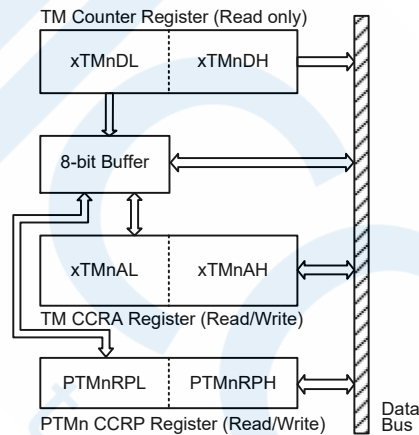 TM Counter Register (Read only)
xTMnDL xTMnDH
8-bit Buffer
xTMnAL xTMnAH
TM CCRA Register (Read/Write)
PTMnRPL PTMnRPH
PTMn CCRP Register (Read/Write)
Data
Bus